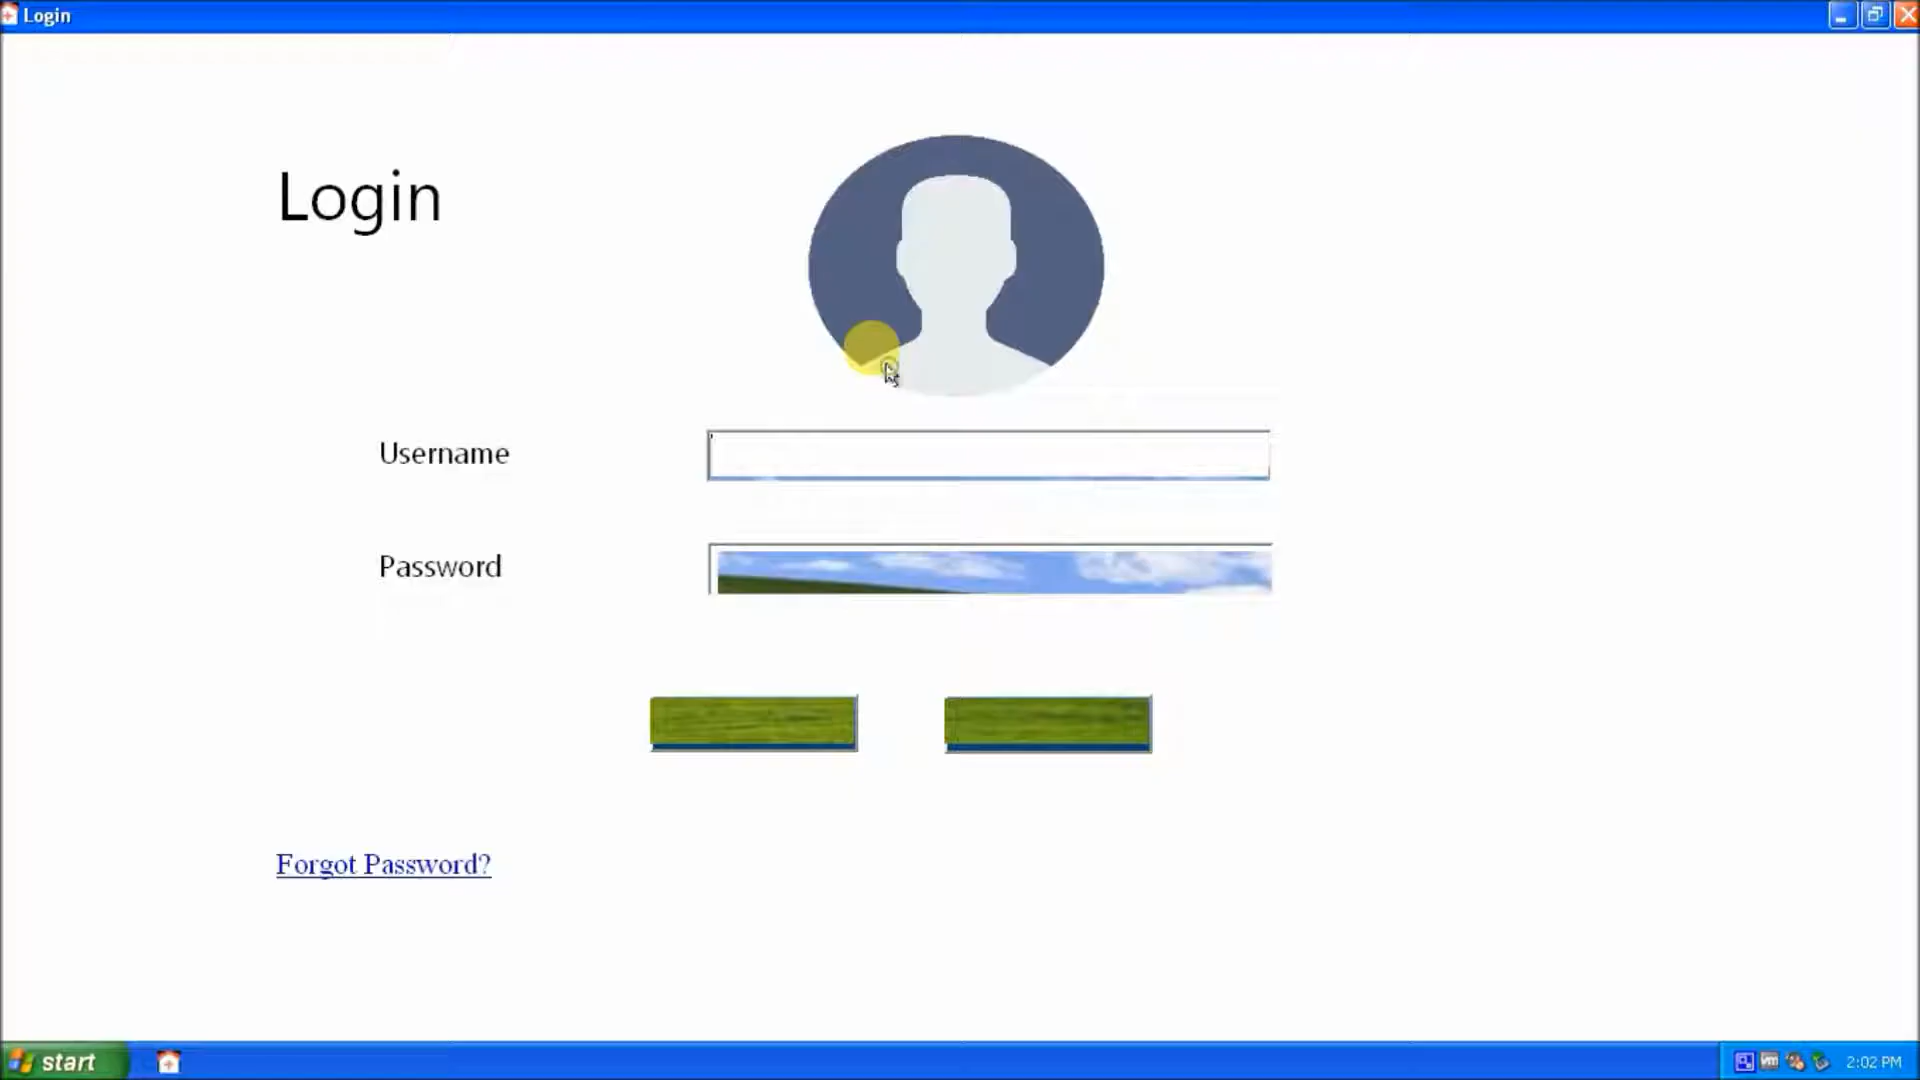 Login
Login
Username
Password
Forgot Password?
start
2:02 PM